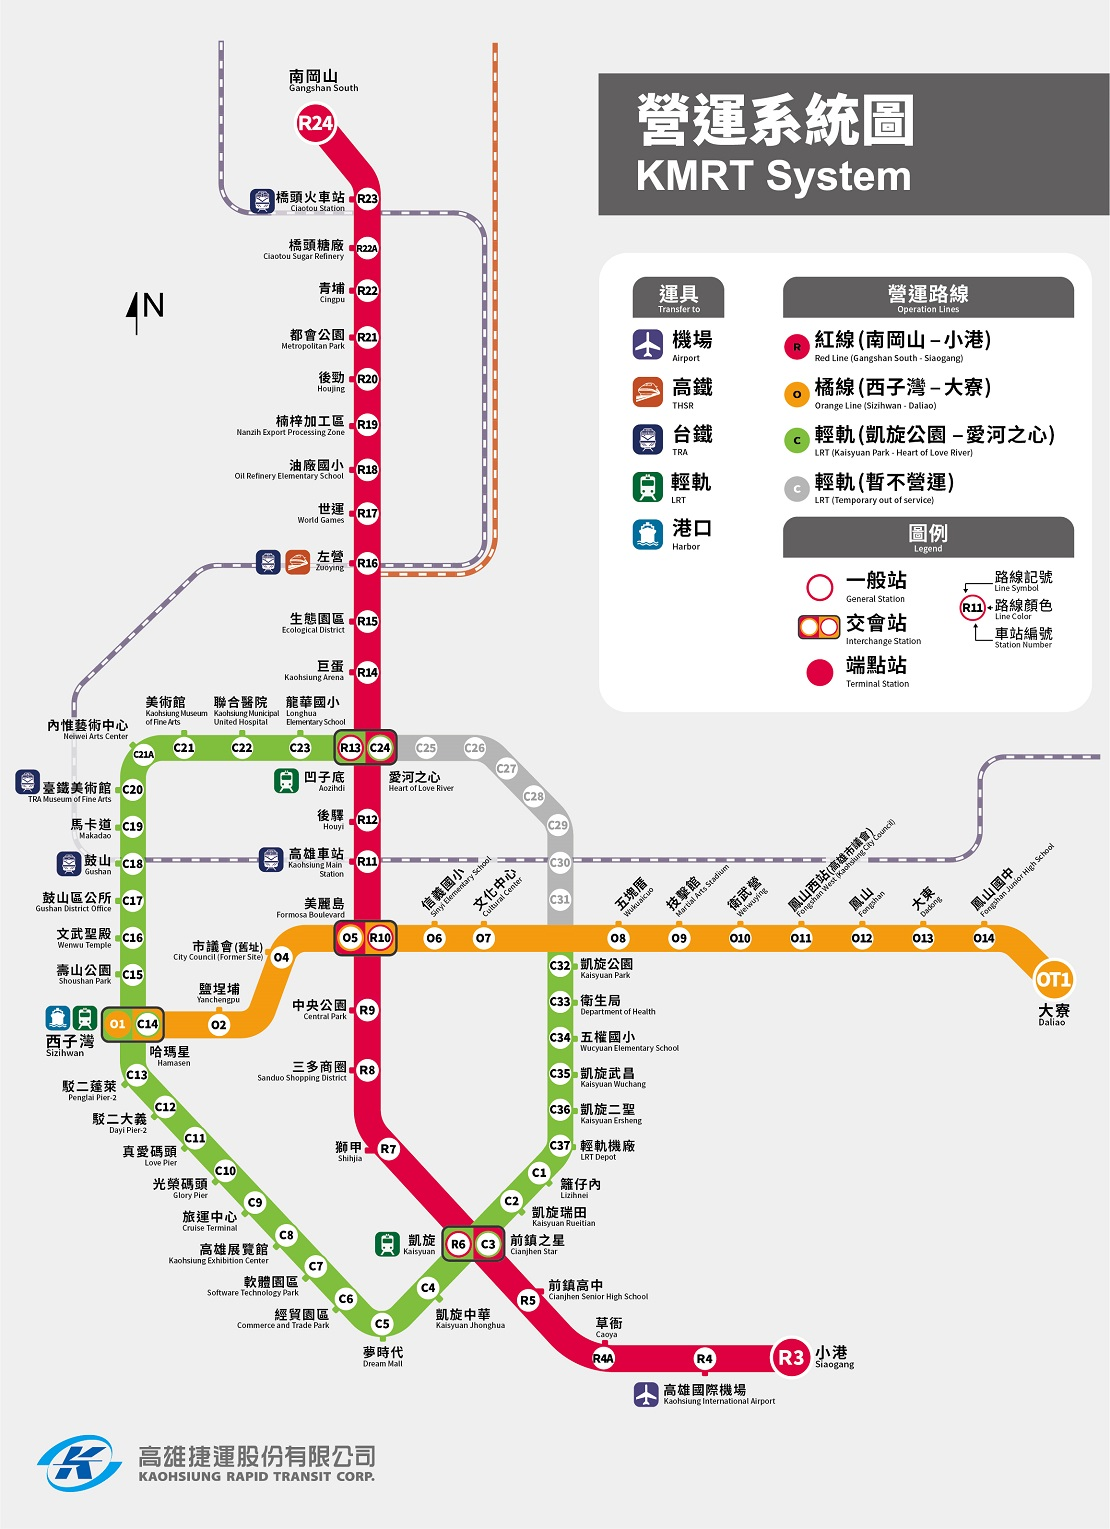 營運系統圖
KMRT System
運具
Transfer to
機場
Airport
高鐵
THSR
台鐵
TRA
輕軌
LRT
港口
Harbor
營運路線
Operation Lines
R
紅線(南岡山－小港)
Red Line (Gangshan South - Siaogang)
O
橘線(西子灣－大寮)
Orange Line (Sizihwan - Daliao)
C
輕軌(凱旋公園 －愛河之心)
LRT (Kaisyuan Park - Heart of Love River)
C
輕軌(暫不營運)
LRT (Temporary out of service)
圖例
Legend
一般站
General Station
交會站
Interchange Station
端點站
Terminal Station
R11
路線記號
Line Symbol
路線顏色
Line Color
車站編號
Station Number
N
南岡山
Gangshan South
R24
橋頭火車站
Ciaotou Station
R23
橋頭糖廠
Ciaotou Sugar Refinery
R22A
青埔
Cingpu
R22
都會公園
Metropolitan Park
R21
後勁
Houjing
R20
楠梓加工區
Nanzih Export Processing Zone
R19
油廠國小
Oil Refinery Elementary School
R18
世運
World Games
R17
左營
Zuoying
R16
生態園區
Ecological District
R15
巨蛋
Kaohsiung Arena
R14
美術館
Kaohsiung Museum
of Fine Arts
C21
聯合醫院
Kaohsiung Municipal
United Hospital
C22
龍華國小
Longhua
Elementary School
C23
內惟藝術中心
Neiwei Arts Center
C21A
R13
C24
凹子底
Aozihdi
愛河之心
Heart of Love River
C25
C26
C27
C28
C29
C30
C31
臺鐵美術館
TRA Museum of Fine Arts
C20
馬卡道
Makadao
C19
鼓山
Gushan
C18
鼓山區公所
Gushan District Office
C17
文武聖殿
Wenwu Temple
C16
壽山公園
Shoushan Park
C15
後驛
Houyi
R12
高雄車站
Kaohsiung Main
Station
R11
美麗島
Formosa Boulevard
O5
R10
市議會(舊址)
City Council (Former Site)
O4
鹽埕埔
Yanchengpu
O2
西子灣
Sizihwan
O1
C14
哈瑪星
Hamasen
信義國小
Sinyi Elementary School
O6
文化中心
Cultural Center
O7
五塊厝
Wukuaicuo
O8
技擊館
Martial Arts Stadium
O9
衛武營
Weiwuying
O10
鳳山西站(高雄市議會)
Fongshan West (Kaohsiung City Council)
O11
鳳山
Fongshan
O12
大東
Dadong
O13
鳳山國中
Fongshan Junior High School
O14
OT1
大寮
Daliao
中央公園
Central Park
R9
三多商圈
Sanduo Shopping District
R8
獅甲
Shihjia
R7
C32
凱旋公園
Kaisyuan Park
C33
衛生局
Department of Health
C34
五權國小
Wucyuan Elementary School
C35
凱旋武昌
Kaisyuan Wuchang
C36
凱旋二聖
Kaisyuan Ersheng
C37
輕軌機廠
LRT Depot
C1
籬仔內
Lizihnei
C2
凱旋瑞田
Kaisyuan Rueitian
凱旋
Kaisyuan
R6
C3
前鎮之星
Cianjhen Star
C4
凱旋中華
Kaisyuan Jhonghua
C13
駁二蓬萊
Penglai Pier-2
C12
駁二大義
Dayi Pier-2
C11
真愛碼頭
Love Pier
C10
光榮碼頭
Glory Pier
C9
旅運中心
Cruise Terminal
C8
高雄展覽館
Kaohsiung Exhibition Center
C7
軟體園區
Software Technology Park
C6
經貿園區
Commerce and Trade Park
C5
夢時代
Dream Mall
R5
前鎮高中
Cianjhen Senior High School
草衙
Caoya
R4A
R4
高雄國際機場
Kaohsiung International Airport
R3
小港
Siaogang
高雄捷運股份有限公司
KAOHSIUNG RAPID TRANSIT CORP.